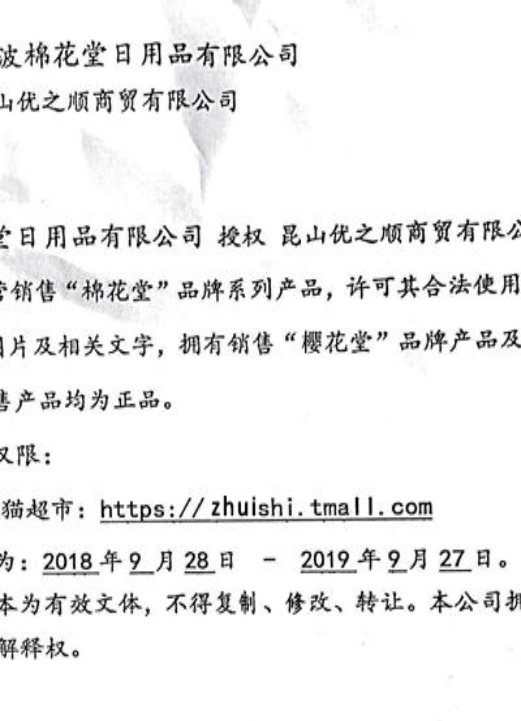 波棉花堂日用品有限公司
山优之顺商贸有限公司
堂日用品有限公司 授权 昆山优之顺商贸有限公
营销售“棉花堂”品牌系列产品，许可其合法使用
图片及相关文字，拥有销售“樱花堂”品牌产品及
售产品均为正品。
权限：
猫超市：https://zhuishi.tmall.com
为：2018 年 9 月 28 日 - 2019 年 9 月 27 日。
本为有效文体，不得复制、修改、转让。本公司拥
解释权。